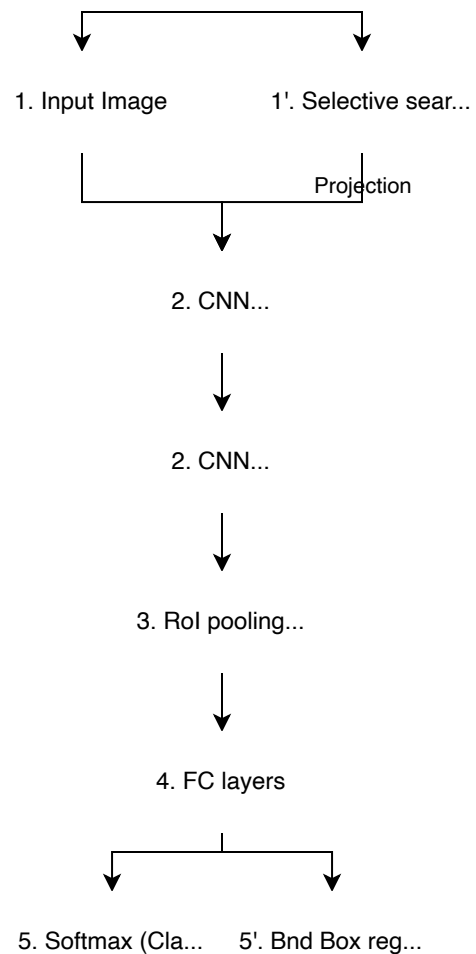 1. Input Image
1'. Selective sear...
Projection
2. CNN...
2. CNN...
3. RoI pooling...
4. FC layers
5. Softmax (Cla...
5'. Bnd Box reg...